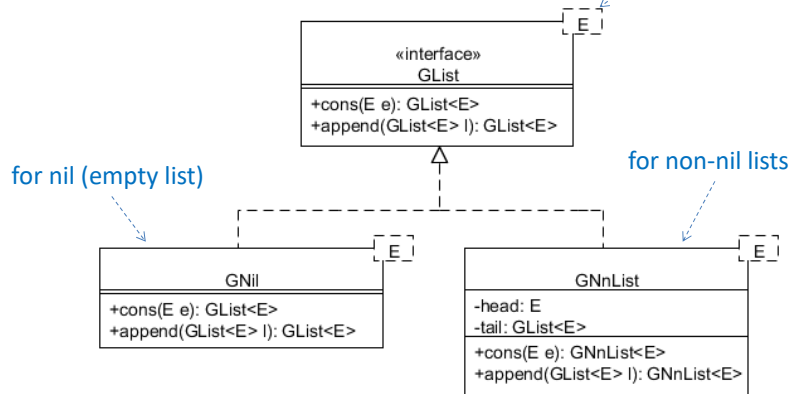 E
«interface»
GList
+cons(E e): GList<E>
+append(GList<E> l): GList<E>
for nil (empty list)
for non-nil lists
E
GNil
+cons(E e): GList<E>
+append(GList<E> l): GList<E>
E
GNnList
-head: E
-tail: GList<E>
+cons(E e): GNnList<E>
+append(GList<E> l): GNnList<E>